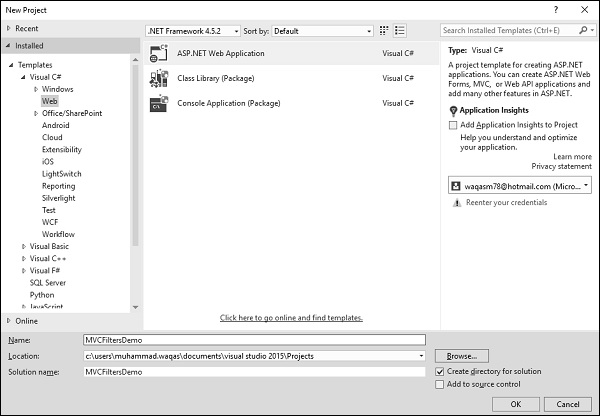 New Project
? ×
Recent
.NET Framework 4.5.2
Sort by:
Default
Search Installed Templates (Ctrl+E)
Installed
Templates
Visual C#
Windows
Web
Office/SharePoint
Android
Cloud
Extensibility
iOS
LightSwitch
Reporting
Silverlight
Test
WCF
Workflow
Visual Basic
Visual C++
Visual F#
SQL Server
Python
JavaScript
Online
ASP.NET Web Application Visual C#
Class Library (Package) Visual C#
Console Application (Package) Visual C#
Click here to go online and find templates.
Type: Visual C#
A project template for creating ASP.NET
applications. You can create ASP.NET Web
Forms, MVC, or Web API applications and
add many other features in ASP.NET.
Application Insights
Add Application Insights to Project
Help you understand and optimize
your application.
Learn more
Privacy statement
waqasm78@hotmail.com (Micro...
Reenter your credentials
Name: MVCFiltersDemo
Location: c:\users\muhammad.waqas\documents\visual studio 2015\Projects
Browse...
Solution name: MVCFiltersDemo
Create directory for solution
Add to source control
OK Cancel